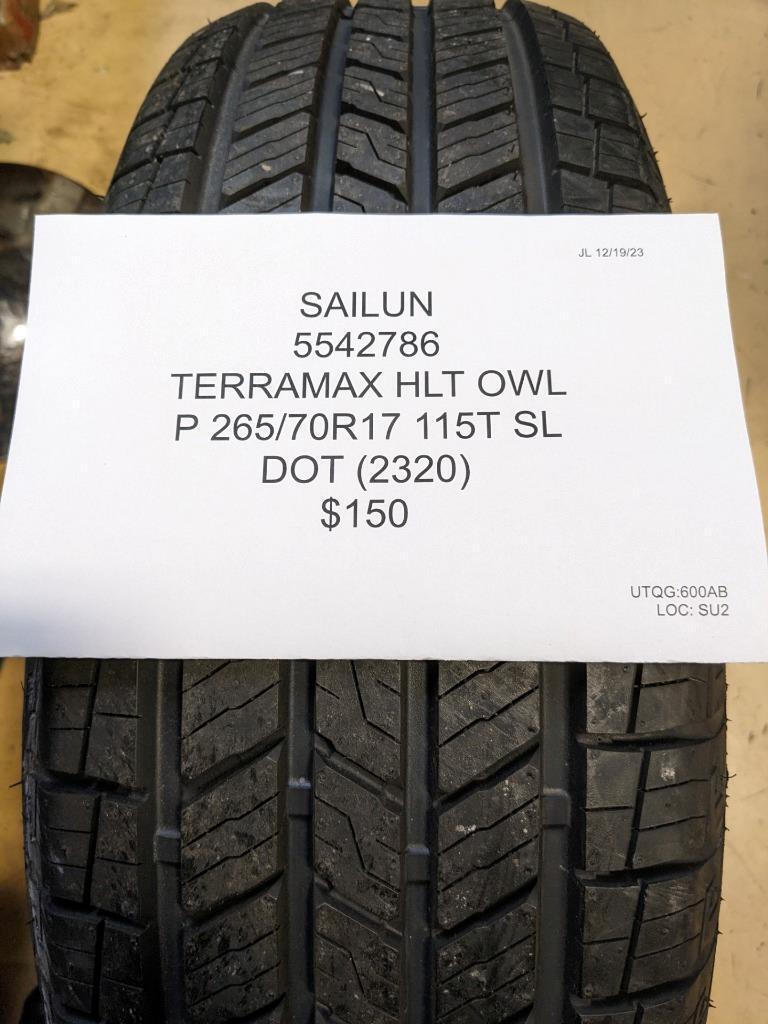 JL 12/19/23
SAILUN
5542786
TERRAMAX HLT OWL
P 265/70R17 115T SL
DOT (2320)
$150
UTQG:600AB
LOC: SU2